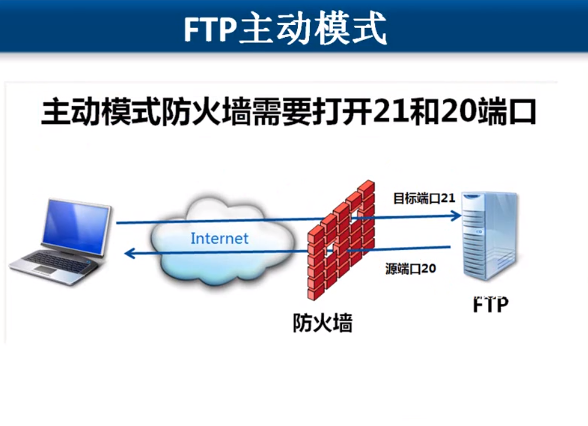 FTP主动模式
主动模式防火墙需要打开21和20端口
目标端口21
Internet
源端口20
FTP
防火墙